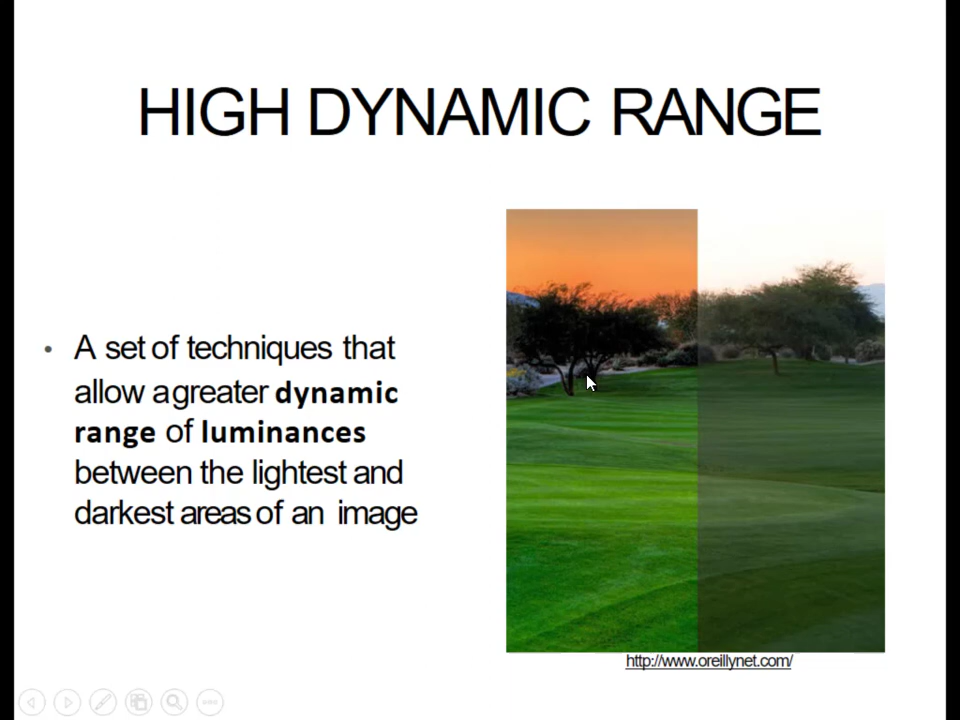 HIGH DYNAMIC RANGE
• A set of techniques that
allow a greater dynamic
range of luminances
between the lightest and
darkest areas of an image
http://www.oreillynet.com/